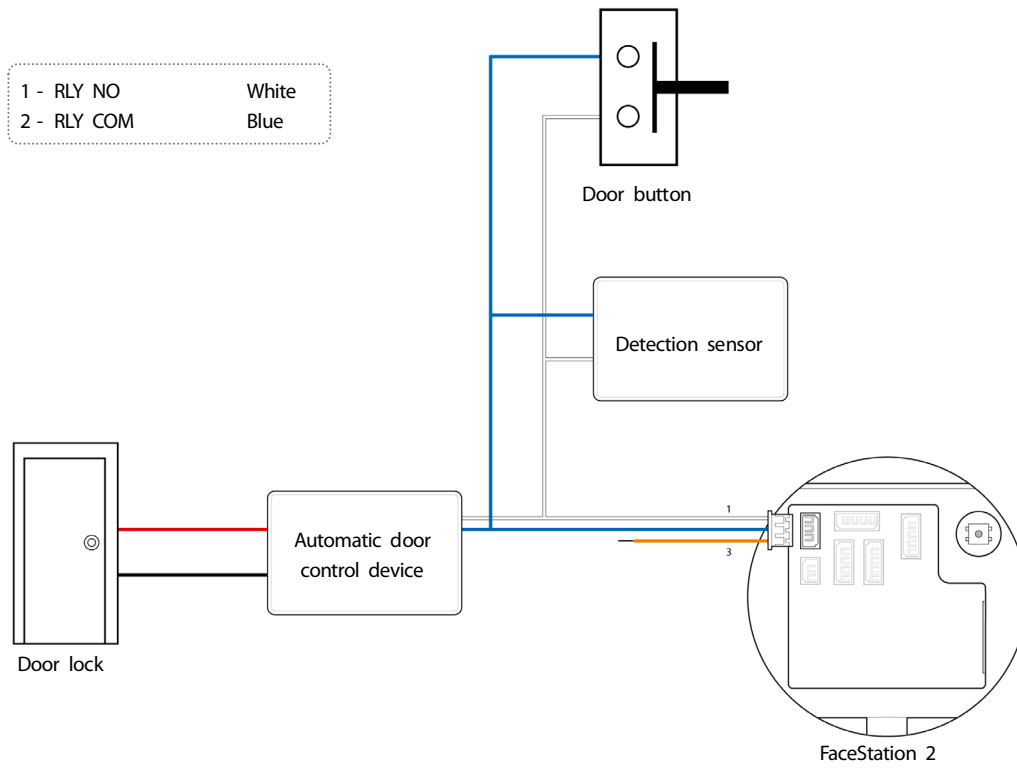 1 - RLY NO White
2 - RLY COM Blue
Door button
Detection sensor
Automatic door
control device
Door lock
1
3
FaceStation 2